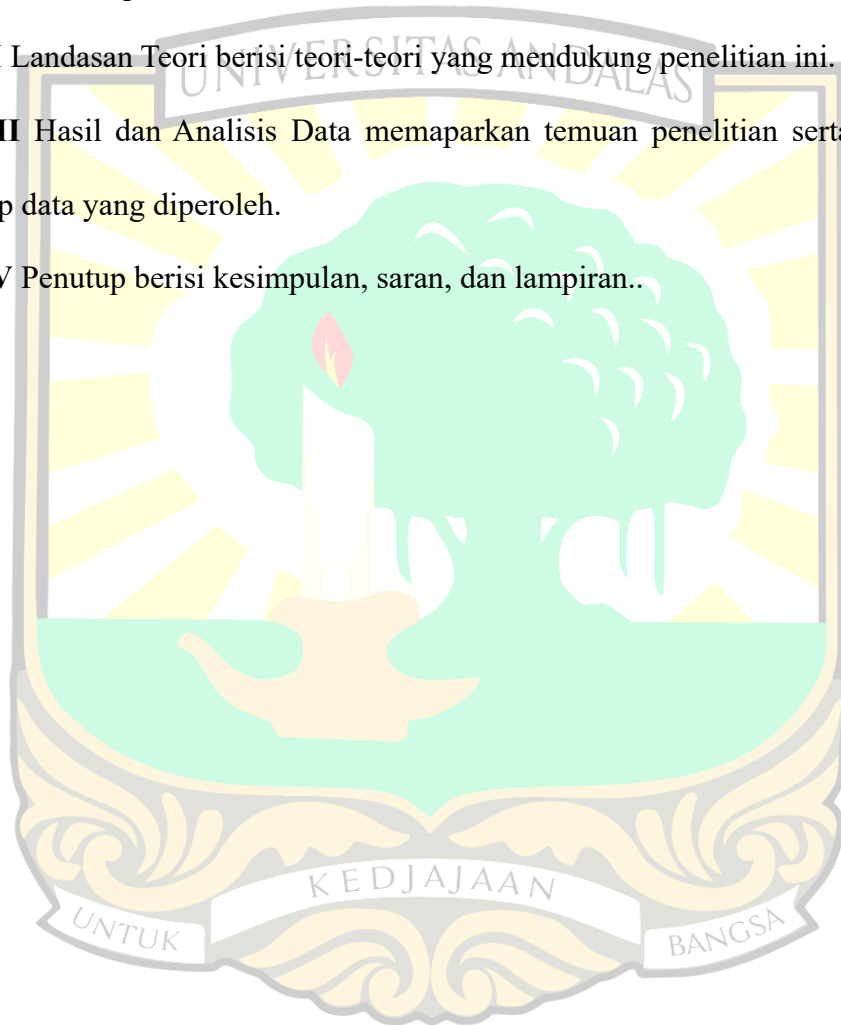 I Landasan Teori berisi teori-teori yang mendukung penelitian ini.
UNIVERSITAS ANDALAS
II Hasil dan Analisis Data memaparkan temuan penelitian serta
p data yang diperoleh.
V Penutup berisi kesimpulan, saran, dan lampiran..
KEDJAJAAN
UNTUK BANGSA